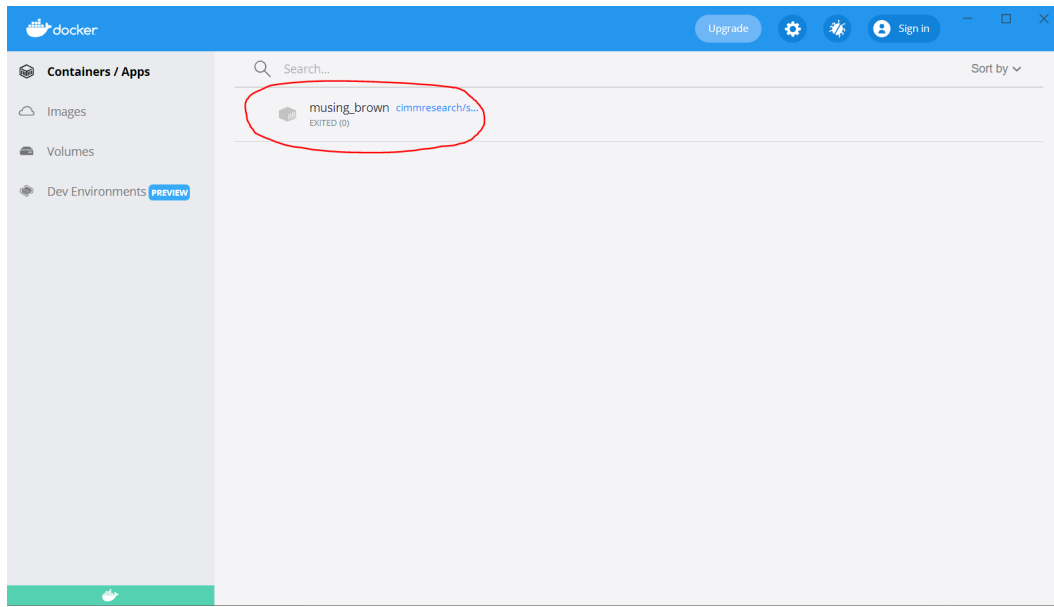 docker
Upgrade
Sign in
Containers / Apps
Images
Volumes
Dev Environments PREVIEW
Search...
Sort by
musing_brown cimmresearch/s...
EXITED (0)